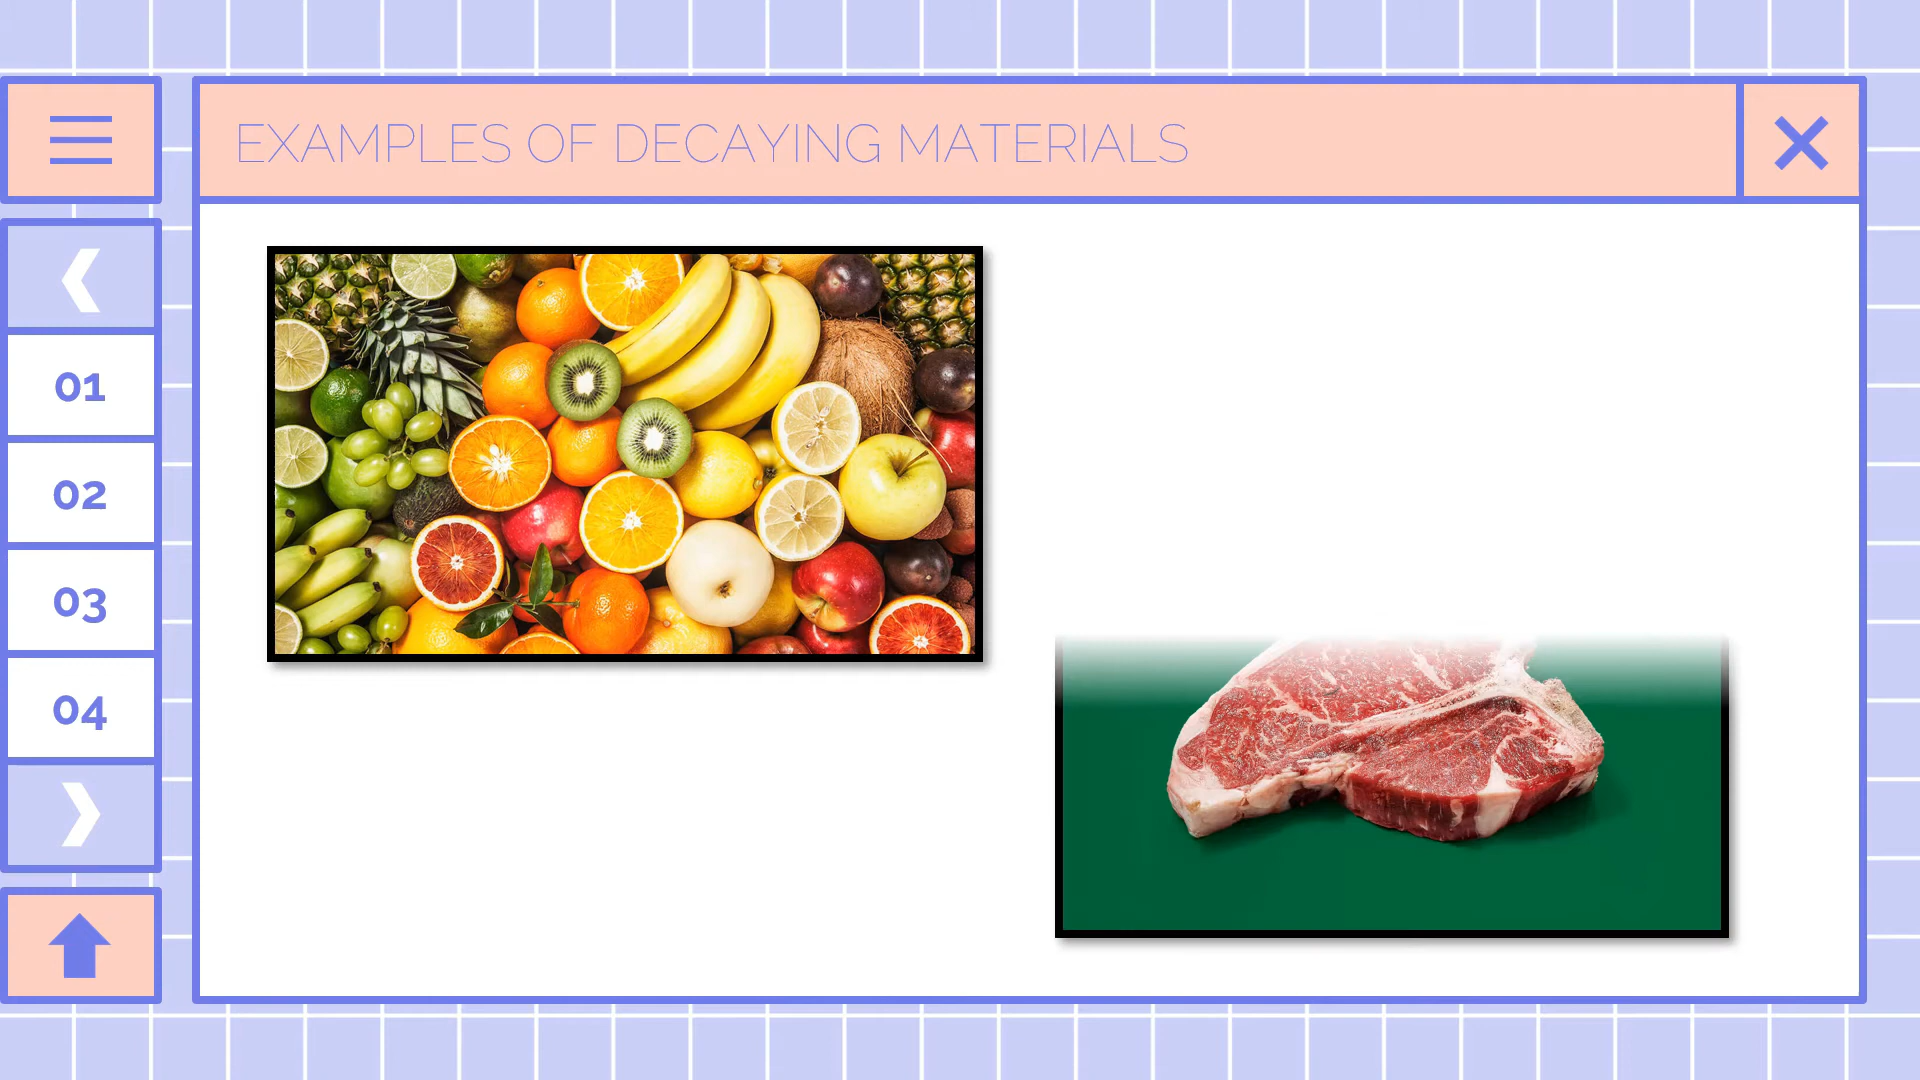 EXAMPLES OF DECAYING MATERIALS
01
02
03
04